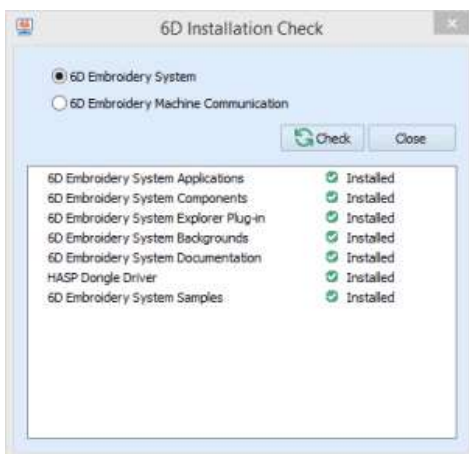 6D Installation Check
6D Embroidery System
6D Embroidery Machine Communication
Check Close
6D Embroidery System Applications Installed
6D Embroidery System Components Installed
6D Embroidery System Explorer Plug-in Installed
6D Embroidery System Backgrounds Installed
6D Embroidery System Documentation Installed
HASP Dongle Driver Installed
6D Embroidery System Samples Installed